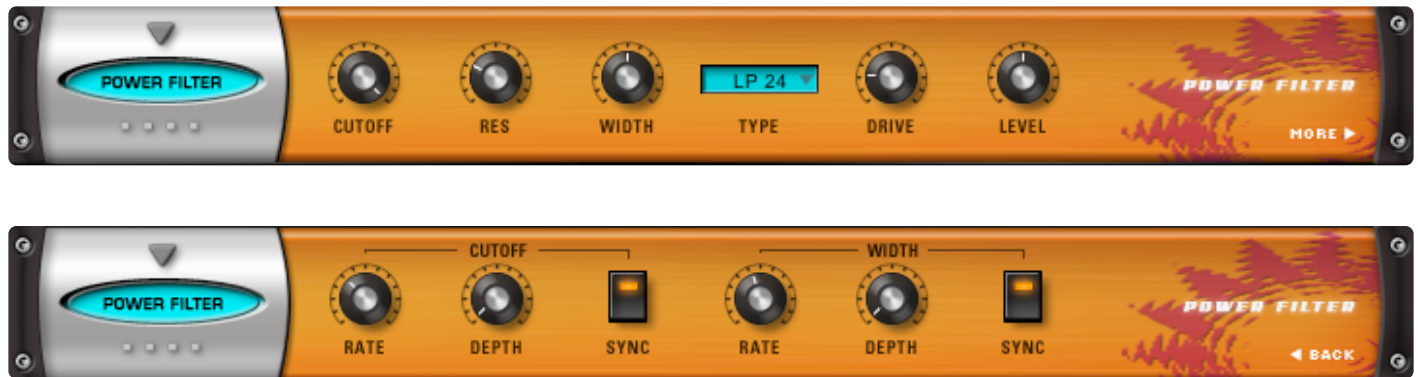 POWER FILTER
CUTOFF RES WIDTH LP 24 TYPE DRIVE LEVEL
POWER FILTER
MORE
CUTOFF WIDTH
POWER FILTER
RATE DEPTH SYNC RATE DEPTH SYNC
POWER FILTER
BACK